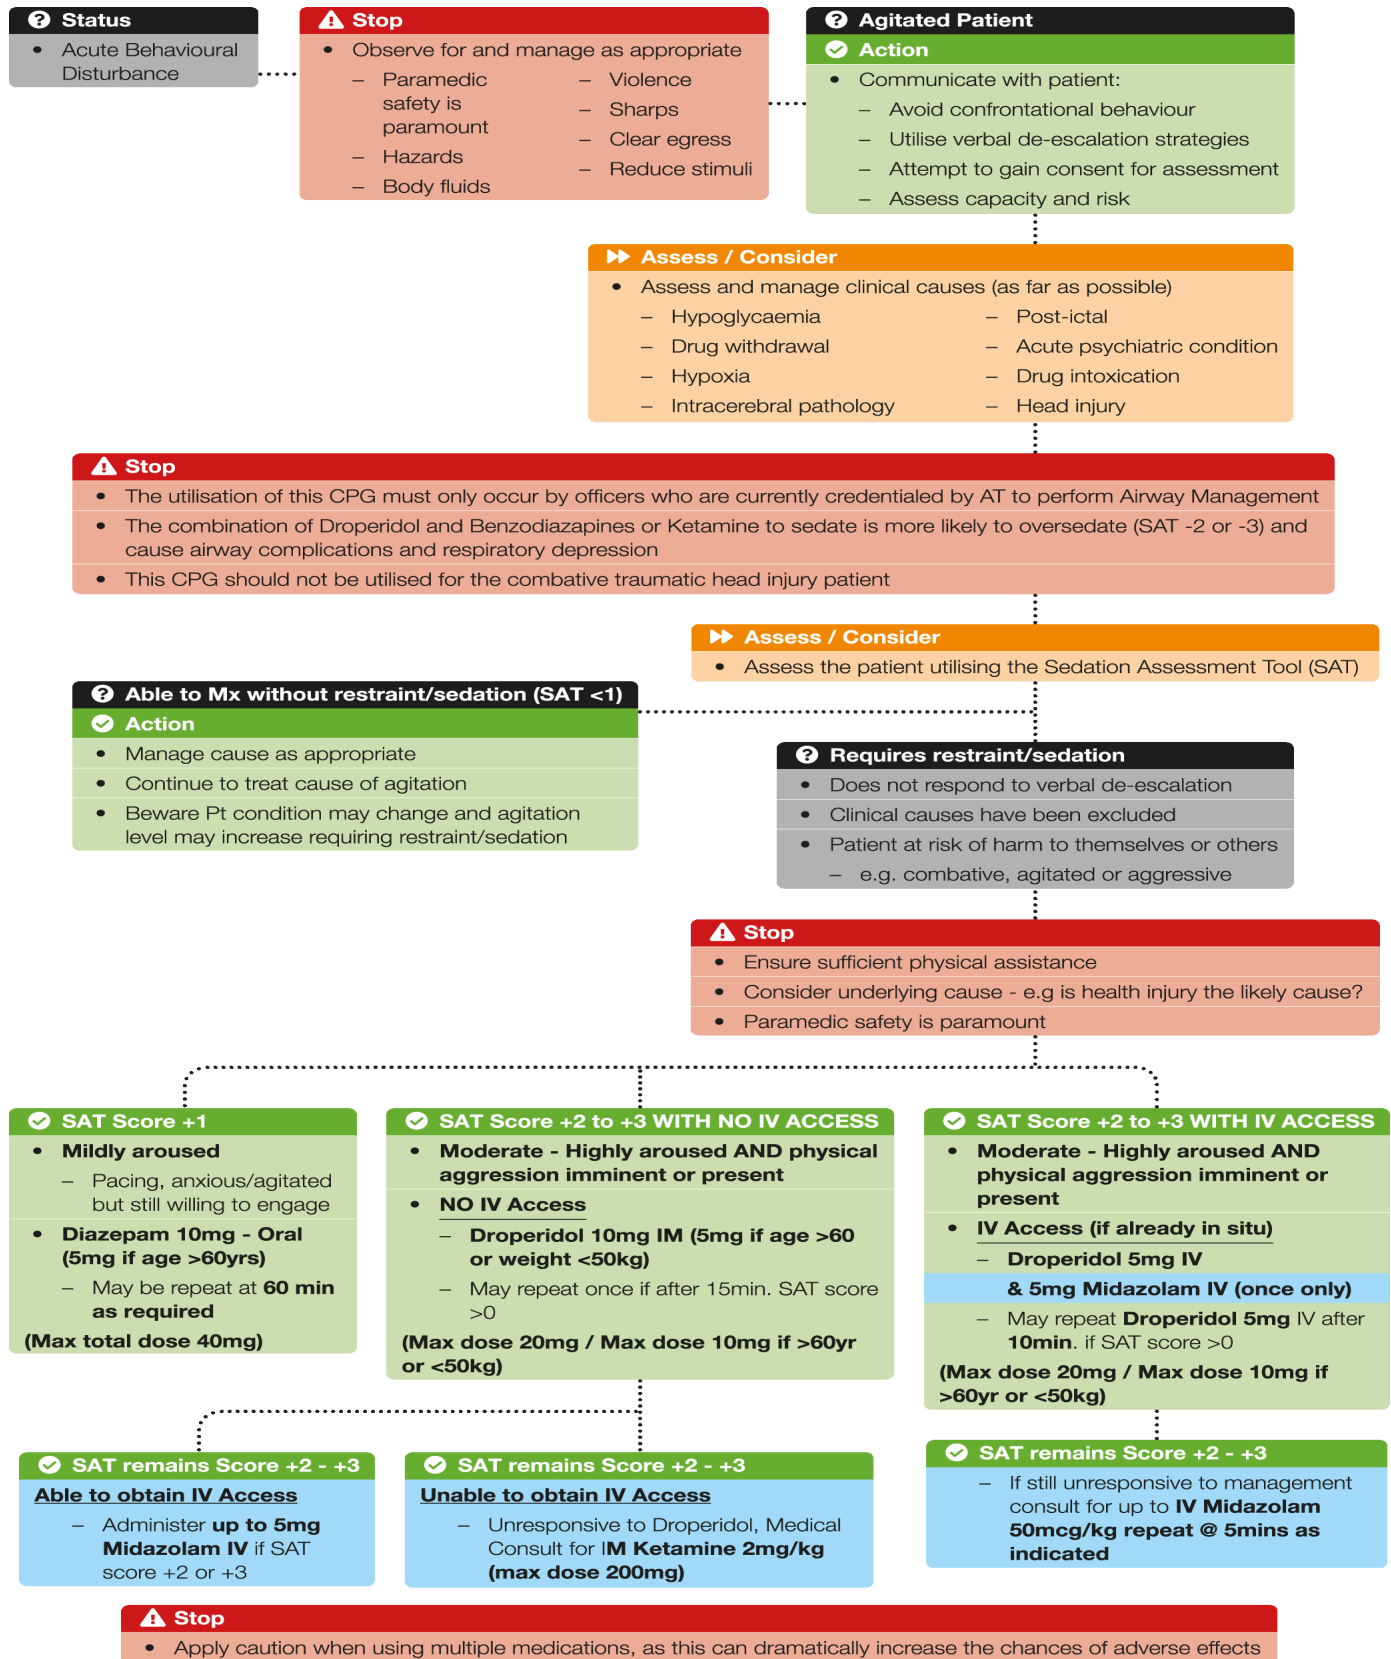 Status
• Acute Behavioural
Disturbance
Stop
• Observe for and manage as appropriate
– Paramedic
safety is
paramount
– Hazards
– Body fluids
– Violence
– Sharps
– Clear egress
– Reduce stimuli
Agitated Patient
Action
• Communicate with patient:
– Avoid confrontational behaviour
– Utilise verbal de-escalation strategies
– Attempt to gain consent for assessment
– Assess capacity and risk
Assess / Consider
• Assess and manage clinical causes (as far as possible)
– Hypoglycaemia
– Drug withdrawal
– Hypoxia
– Intracerebral pathology
– Post-ictal
– Acute psychiatric condition
– Drug intoxication
– Head injury
Stop
• The utilisation of this CPG must only occur by officers who are currently credentialed by AT to perform Airway Management
• The combination of Droperidol and Benzodiazapines or Ketamine to sedate is more likely to oversedate (SAT -2 or -3) and
cause airway complications and respiratory depression
• This CPG should not be utilised for the combative traumatic head injury patient
Assess / Consider
• Assess the patient utilising the Sedation Assessment Tool (SAT)
Able to Mx without restraint/sedation (SAT <1)
Action
• Manage cause as appropriate
• Continue to treat cause of agitation
• Beware Pt condition may change and agitation
level may increase requiring restraint/sedation
Requires restraint/sedation
• Does not respond to verbal de-escalation
• Clinical causes have been excluded
• Patient at risk of harm to themselves or others
– e.g. combative, agitated or aggressive
Stop
• Ensure sufficient physical assistance
• Consider underlying cause - e.g is health injury the likely cause?
• Paramedic safety is paramount
SAT Score +1
• Mildly aroused
– Pacing, anxious/agitated
but still willing to engage
• Diazepam 10mg - Oral
(5mg if age >60yrs)
– May be repeat at 60 min
as required
(Max total dose 40mg)
SAT Score +2 to +3 WITH NO IV ACCESS
• Moderate - Highly aroused AND physical
aggression imminent or present
• NO IV Access
– Droperidol 10mg IM (5mg if age >60
or weight <50kg)
– May repeat once if after 15min. SAT score
>0
(Max dose 20mg / Max dose 10mg if >60yr
or <50kg)
SAT Score +2 to +3 WITH IV ACCESS
• Moderate - Highly aroused AND
physical aggression imminent or
present
• IV Access (if already in situ)
– Droperidol 5mg IV
& 5mg Midazolam IV (once only)
– May repeat Droperidol 5mg IV after
10min. if SAT score >0
(Max dose 20mg / Max dose 10mg if
>60yr or <50kg)
SAT remains Score +2 - +3
Able to obtain IV Access
– Administer up to 5mg
Midazolam IV if SAT
score +2 or +3
SAT remains Score +2 - +3
Unable to obtain IV Access
– Unresponsive to Droperidol, Medical
Consult for IM Ketamine 2mg/kg
(max dose 200mg)
SAT remains Score +2 - +3
– If still unresponsive to management
consult for up to IV Midazolam
50mcg/kg repeat @ 5mins as
indicated
Stop
• Apply caution when using multiple medications, as this can dramatically increase the chances of adverse effects